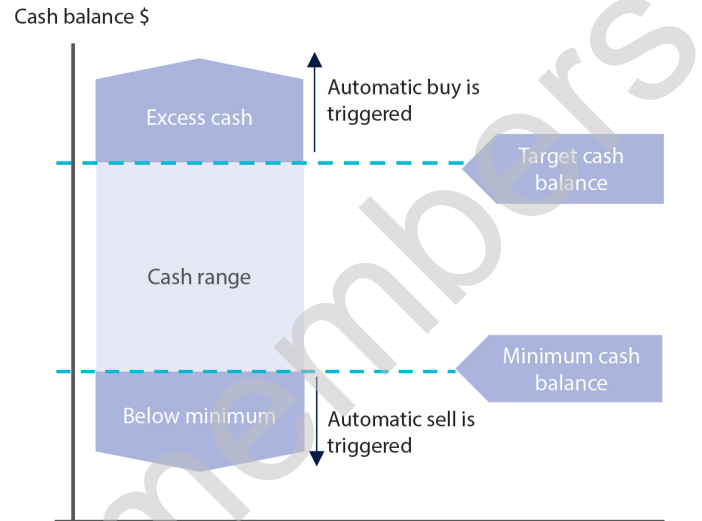 Cash balance $
Excess cash
Automatic buy is
triggered
Target cash
balance
Cash range
Minimum cash
balance
Below minimum
Automatic sell is
triggered
members